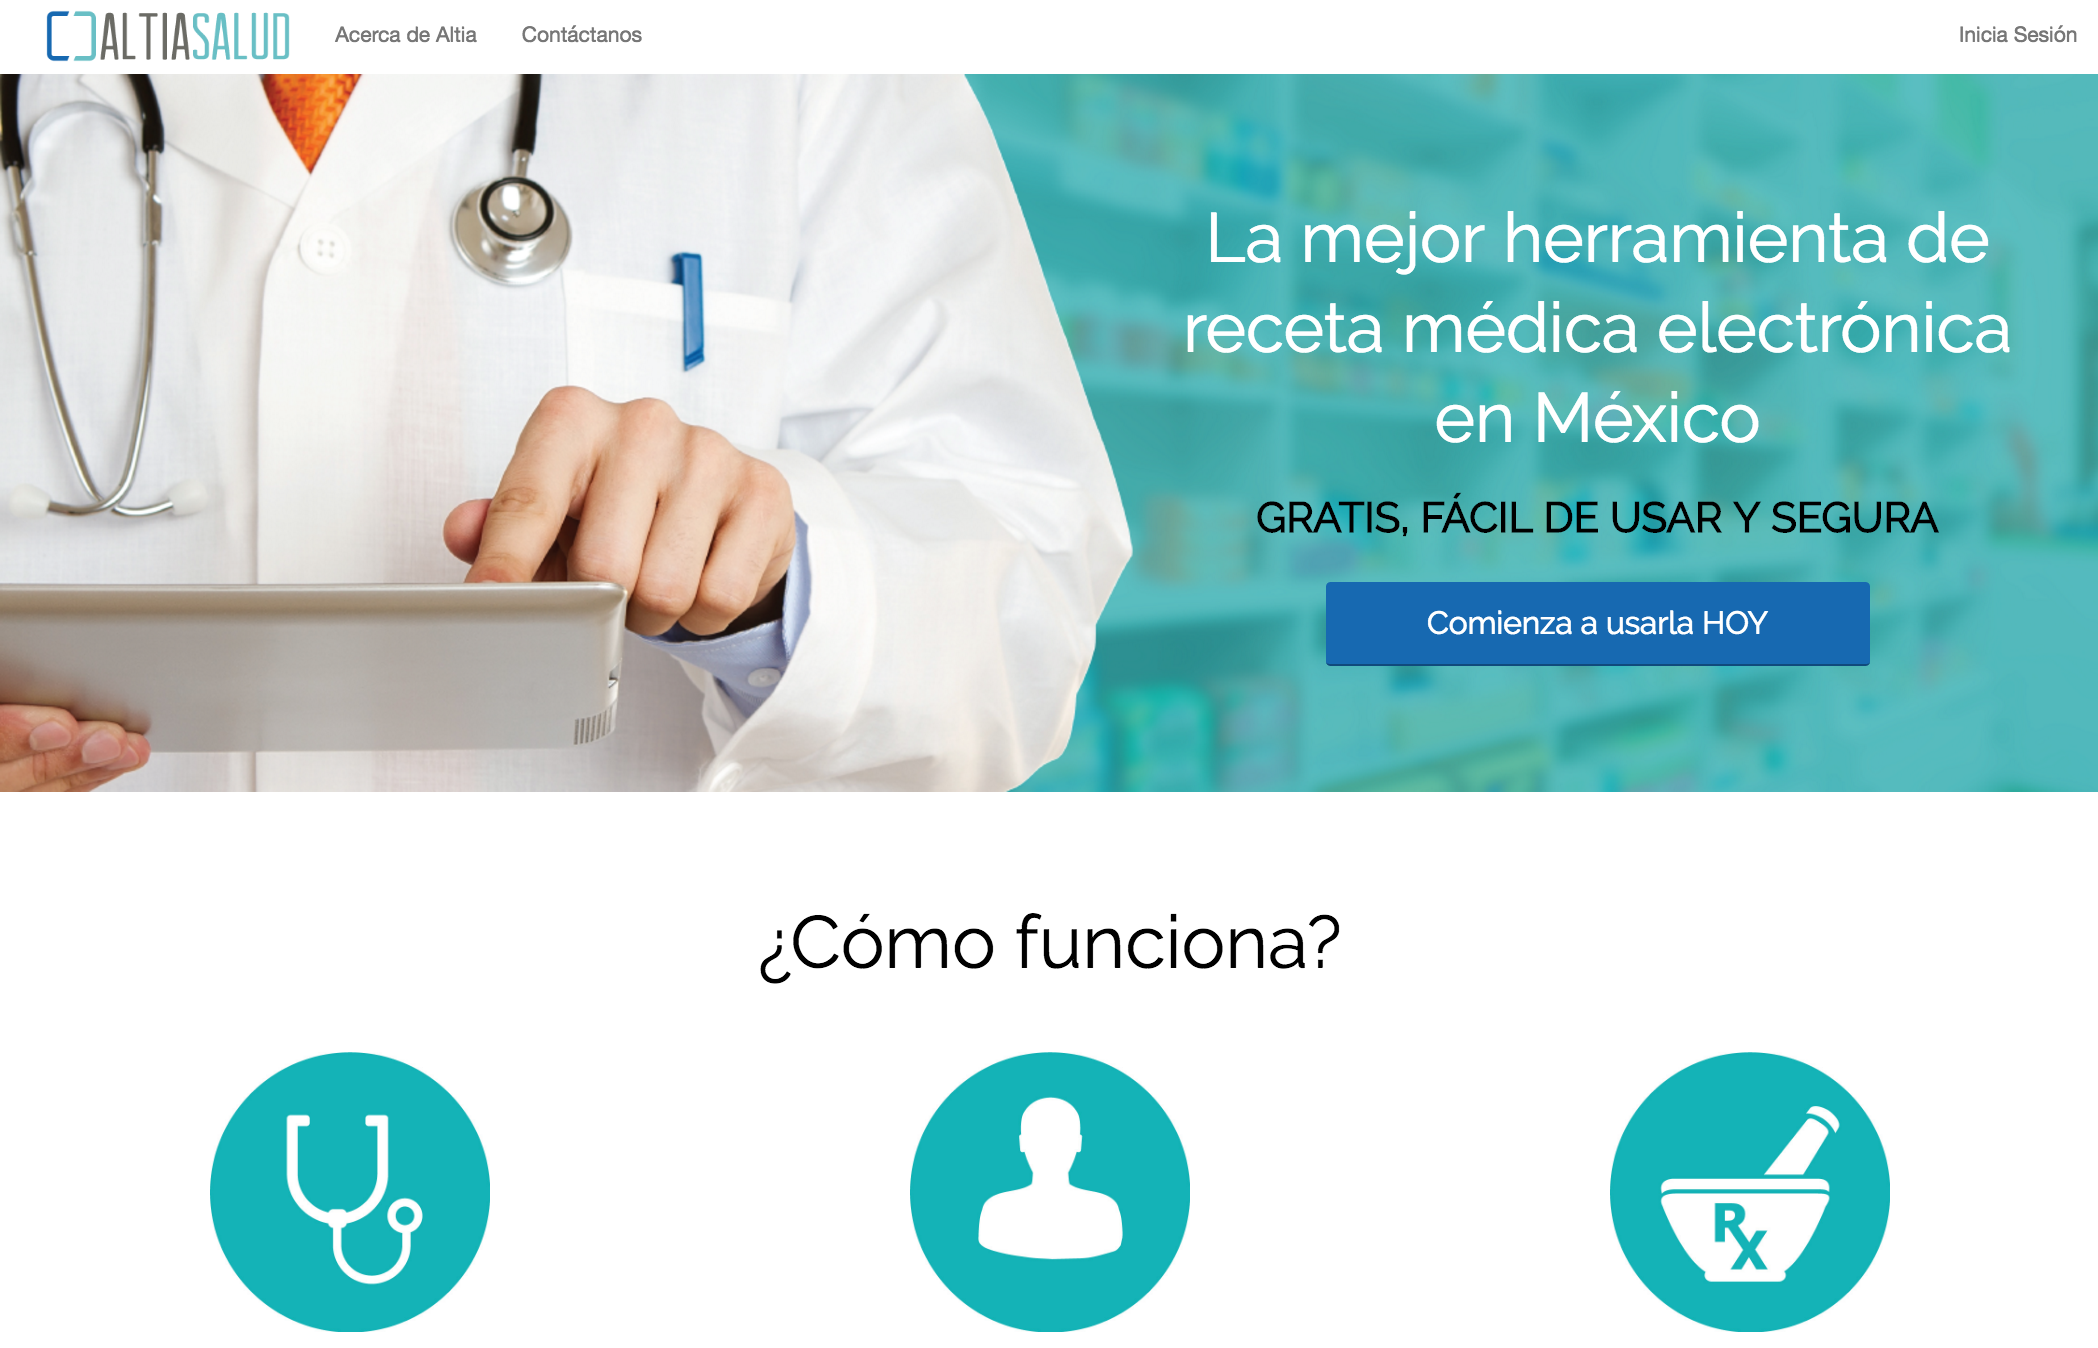 ALTIASALUD
Acerca de Altia
Contáctanos
Inicia Sesión
La mejor herramienta de
receta médica electrónica
en México
GRATIS, FÁCIL DE USAR Y SEGURA
Comienza a usarla HOY
¿Cómo funciona?
Rx